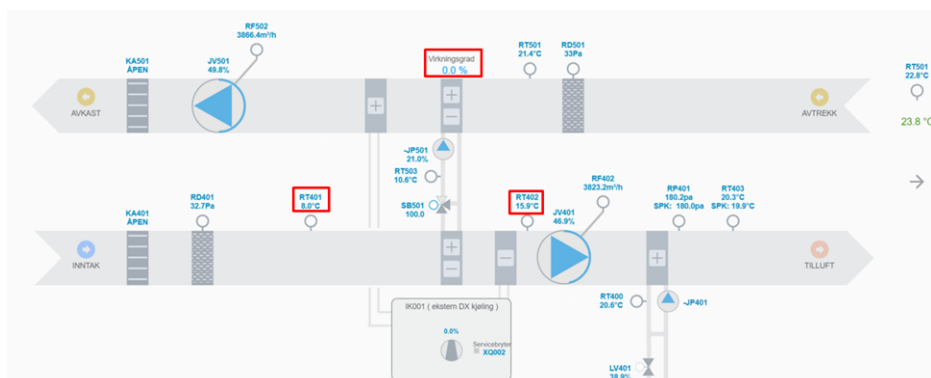 RF502
3866.4m³/h
KA501
ÅPEN
JV501
49.8%
Virkningsgrad
0.0 %
RT501
21.4°C
RD501
33Pa
RT501
22.8°C
AVKAST
AVTREKK
23.8 °C
-JP501
21.0%
RT503
10.6°C
SB501
100.0
KA401
ÅPEN
RD401
32.7Pa
RT401
8.0°C
RT402
15.9°C
JV401
46.9%
RF402
3823.2m³/h
RP401
180.2pa
SPK: 180.0pa
RT403
20.3°C
SPK: 19.9°C
INNTAK
TILLUFT
IK001 ( ekstern DX kjøling )
0.0%
Servicebryter
XQ002
RT400
20.6°C
-JP401
LV401
38.9%